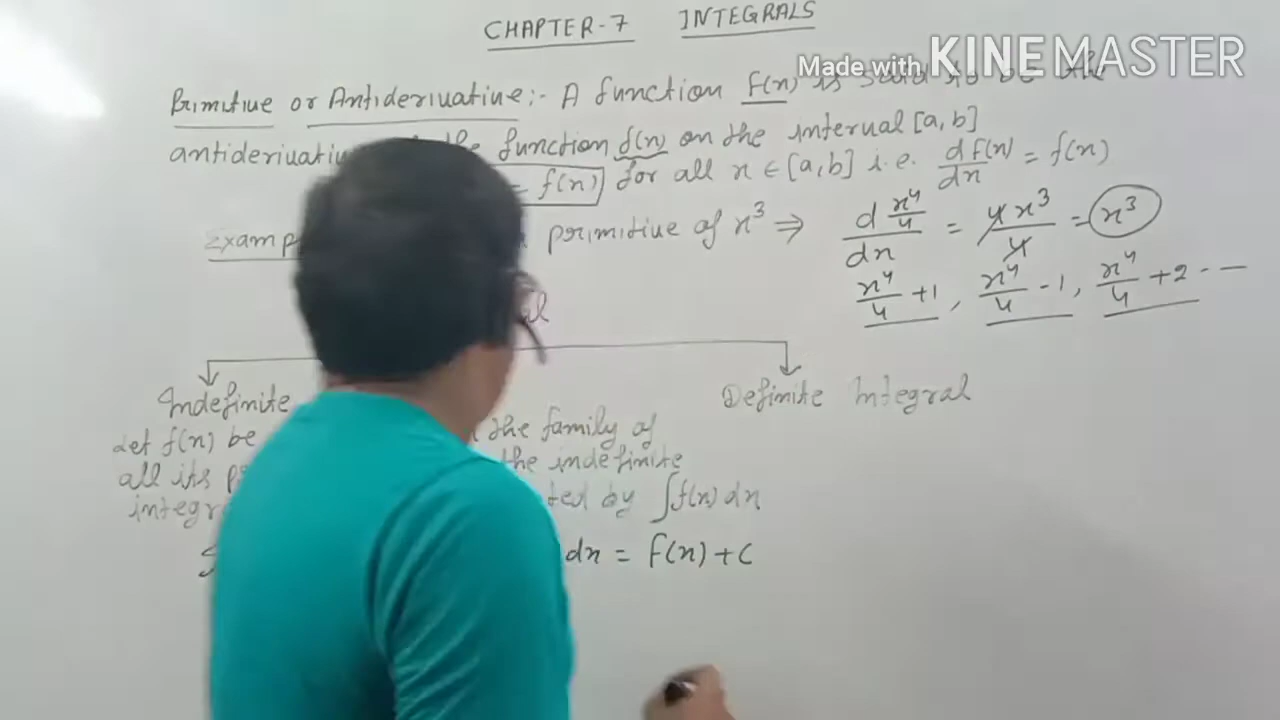 CHAPTER-7 INTEGRALS
Made with KINEMASTER
Primitive or Antiderivative:- A function F(x) is said to be the
the function f(x) on the interval [a, b]
= f(x) for all x ∈ [a, b] i.e. dF(x)/dx = f(x)
primitive of x³ ⇒ d x⁴/4 / dx = 4x³/4 = x³
x⁴/4 + 1, x⁴/4 - 1, x⁴/4 + 2 - -
Indefinite Definite Integral
Let f(x) be the family of
all its the indefinite
by ∫f(x) dx
dx = F(x) + C